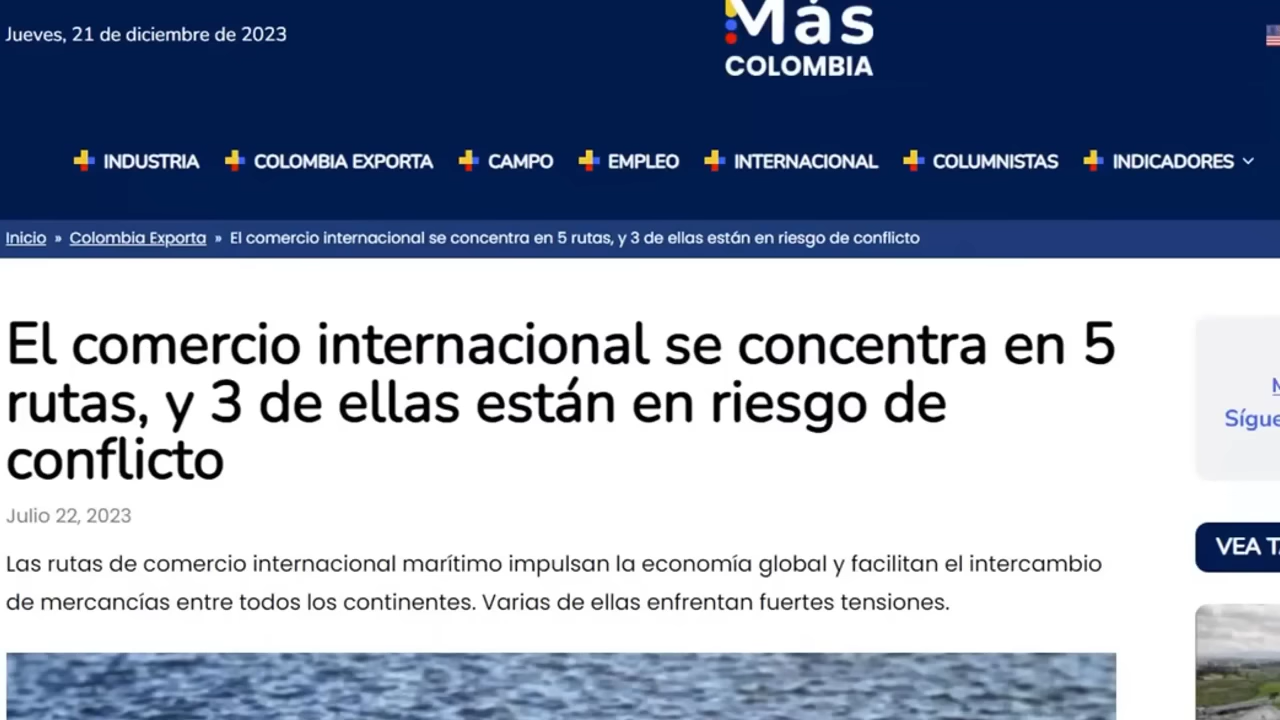 Jueves, 21 de diciembre de 2023
Más
COLOMBIA
INDUSTRIA COLOMBIA EXPORTA CAMPO EMPLEO INTERNACIONAL COLUMNISTAS INDICADORES
Inicio » Colombia Exporta » El comercio internacional se concentra en 5 rutas, y 3 de ellas están en riesgo de conflicto
El comercio internacional se concentra en 5
rutas, y 3 de ellas están en riesgo de
conflicto
Julio 22, 2023
Las rutas de comercio internacional marítimo impulsan la economía global y facilitan el intercambio
de mercancías entre todos los continentes. Varias de ellas enfrentan fuertes tensiones.
VEA